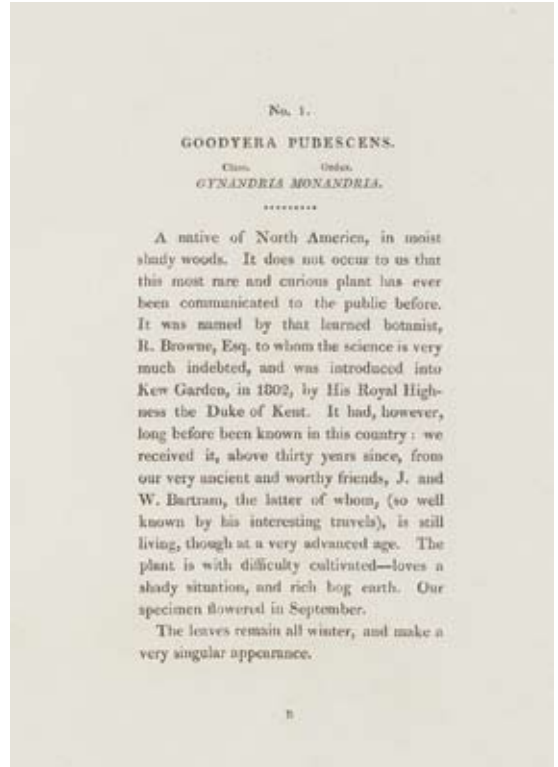 No. 1.
GOODYERA PUBESCENS.
Class. Order.
GYNANDRIA MONANDRIA.
A native of North America, in moist
shady woods. It does not occur to us that
this most rare and curious plant has ever
been communicated to the public before.
It was named by that learned botanist,
R. Browne, Esq. to whom the science is very
much indebted, and was introduced into
Kew Garden, in 1802, by His Royal High-
ness the Duke of Kent. It had, however,
long before been known in this country: we
received it, above thirty years since, from
our very ancient and worthy friends, J. and
W. Bartram, the latter of whom, (so well
known by his interesting travels), is still
living, though at a very advanced age. The
plant is with difficulty cultivated—loves a
shady situation, and rich bog earth. Our
specimen flowered in September.
The leaves remain all winter, and make a
very singular appearance.
B